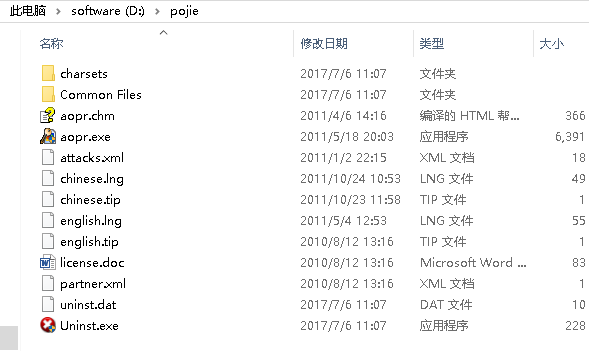 此电脑 > software (D:) > pojie
名称 修改日期 类型 大小
charsets 2017/7/6 11:07 文件夹
Common Files 2017/7/6 11:07 文件夹
aopr.chm 2011/4/6 14:16 编译的 HTML 帮... 366
aopr.exe 2011/5/18 20:03 应用程序 6,391
attacks.xml 2011/1/2 22:15 XML 文档 18
chinese.lng 2011/10/24 10:53 LNG 文件 49
chinese.tip 2011/10/23 11:58 TIP 文件 1
english.lng 2011/5/4 12:53 LNG 文件 55
english.tip 2010/8/12 13:16 TIP 文件 1
license.doc 2010/8/12 13:16 Microsoft Word ... 83
partner.xml 2010/8/12 13:16 XML 文档 1
uninst.dat 2017/7/6 11:07 DAT 文件 10
Uninst.exe 2017/7/6 11:07 应用程序 228